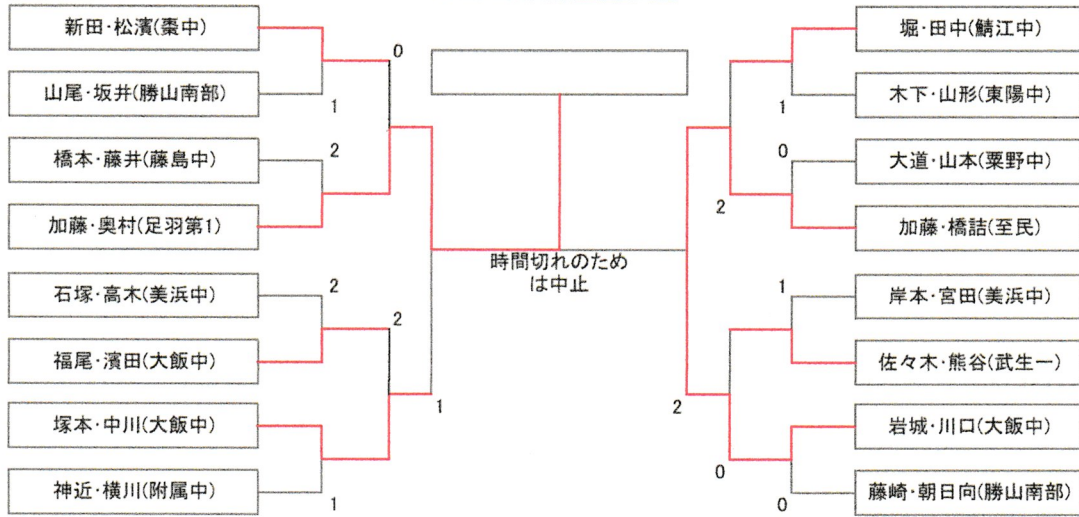 新田・松濱(棗中)
0
山尾・坂井(勝山南部)
1
橋本・藤井(藤島中)
2
加藤・奥村(足羽第1)
石塚・高木(美浜中)
2
2
福尾・濱田(大飯中)
塚本・中川(大飯中)
1
神近・横川(附属中)
1
時間切れのため
は中止
堀・田中(鯖江中)
1
木下・山形(東陽中)
0
大道・山本(粟野中)
2
加藤・橋詰(至民)
1
岸本・宮田(美浜中)
佐々木・熊谷(武生一)
2
岩城・川口(大飯中)
0
0
藤崎・朝日向(勝山南部)